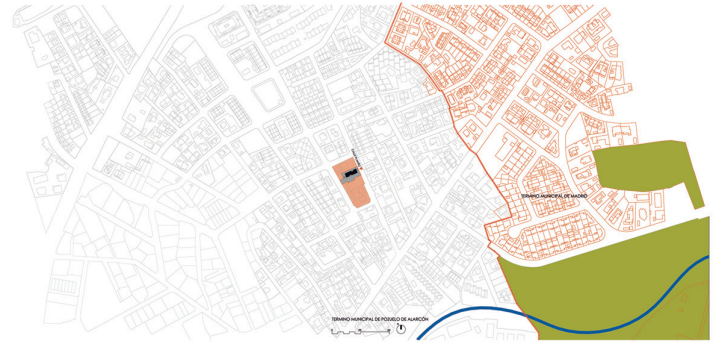 TERMINO MUNICIPAL DE MADRID
TERMINO MUNICIPAL DE POZUELO DE ALARCÓN